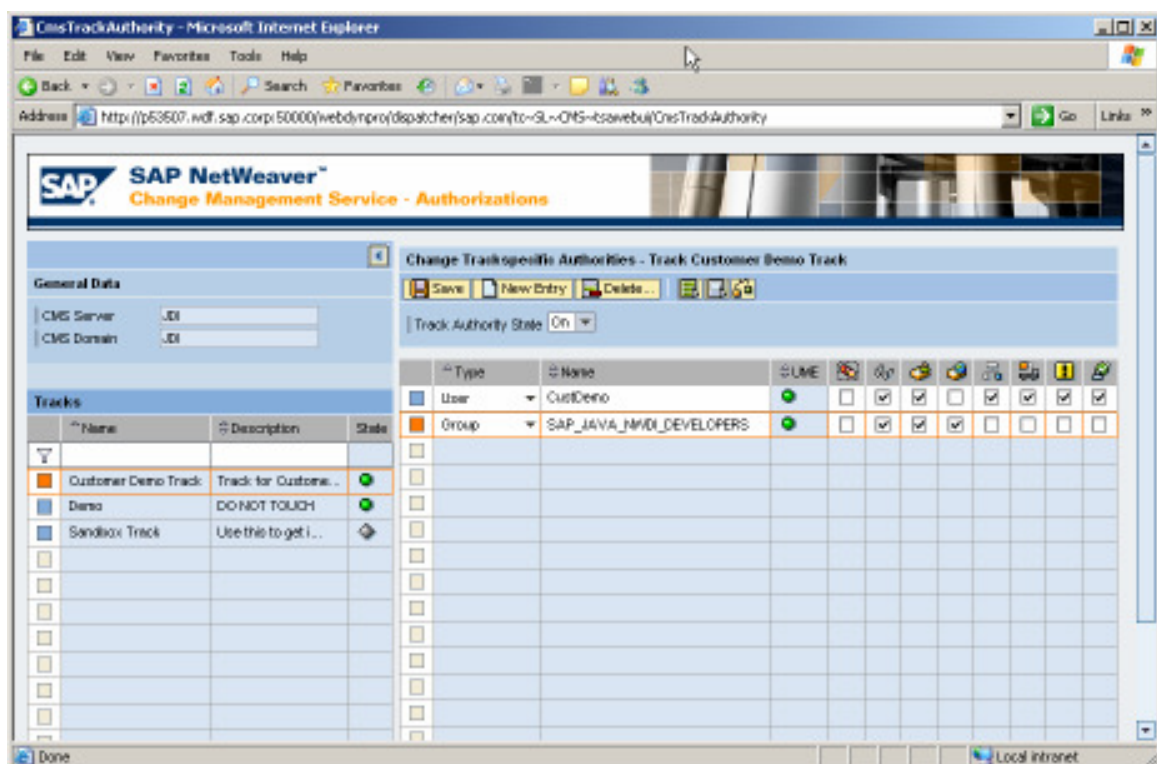 CmsTrackAuthority - Microsoft Internet Explorer
File Edit View Favorites Tools Help
Back Search Favorites
Address http://p53507.wdf.sap.corp:50000/webdynpro/dispatcher/sap.com/tc~SL~CMS~tsawebui/CmsTrackAuthority Go Links »
SAP SAP NetWeaver™
Change Management Service - Authorizations
Change Trackspecific Authorities - Track Customer Demo Track
General Data
Save New Entry Delete...
CMS Server JDI
Track Authority State On
CMS Domain JDI
Type Name UME
Tracks
User CustDemo
Name Description State
Group SAP_JAVA_NWDI_DEVELOPERS
Customer Demo Track Track for Custome...
Demo DO NOT TOUCH
Sandbox Track Use this to get i...
Done Local intranet